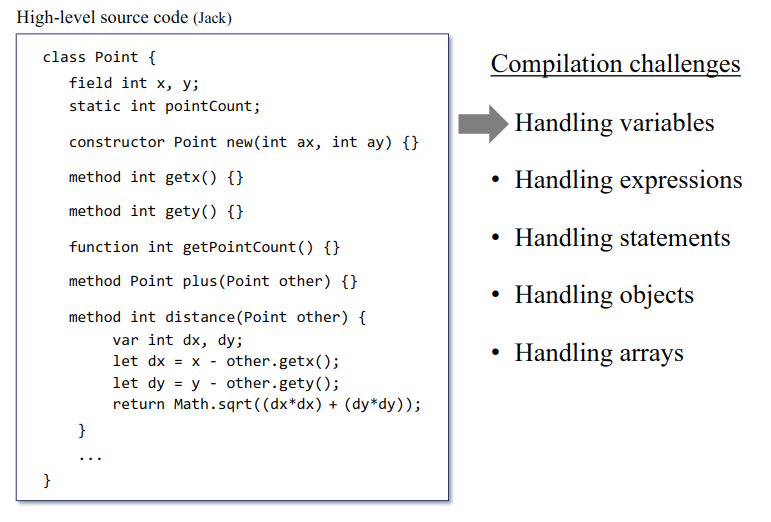 High-level source code (Jack)
class Point {
field int x, y;
static int pointCount;
constructor Point new(int ax, int ay) {}
method int getx() {}
method int gety() {}
function int getPointCount() {}
method Point plus(Point other) {}
method int distance(Point other) {
var int dx, dy;
let dx = x - other.getx();
let dy = y - other.gety();
return Math.sqrt((dx*dx) + (dy*dy));
}
...
}
Compilation challenges
Handling variables
• Handling expressions
• Handling statements
• Handling objects
• Handling arrays